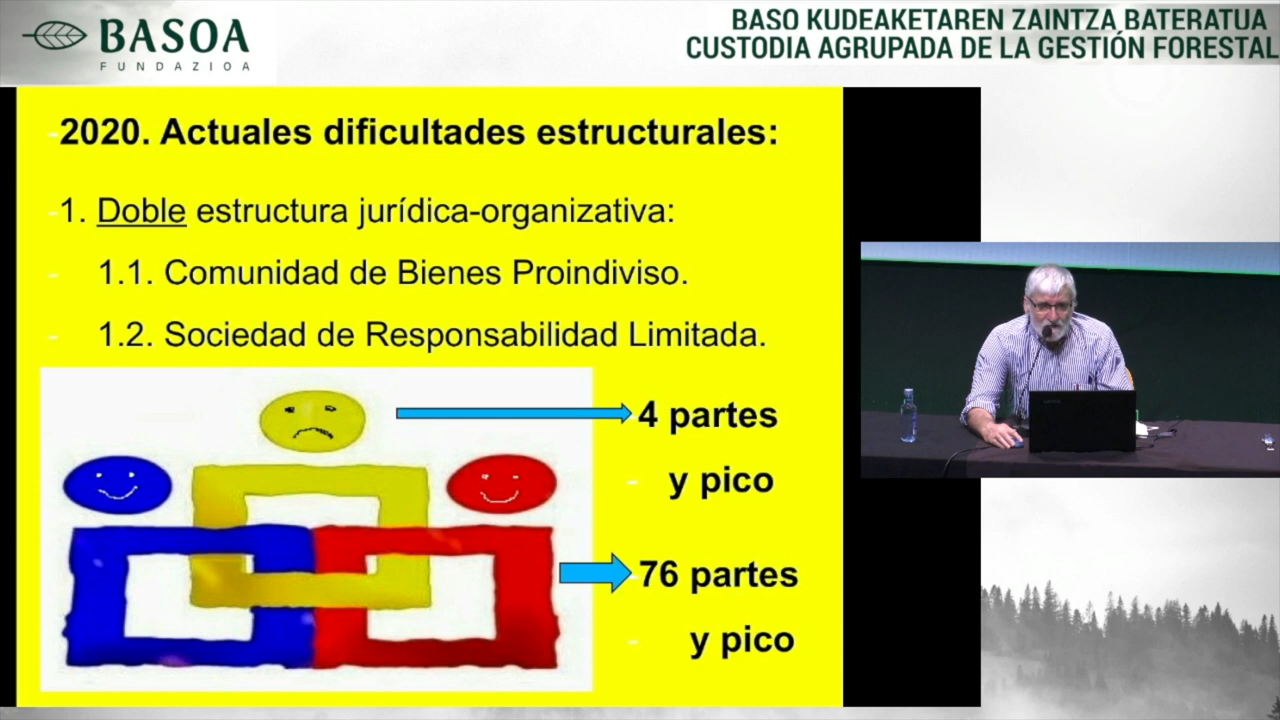 BASOA
FUNDAZIOA
BASO KUDEAKETAREN ZAINTZA BATERATUA
CUSTODIA AGRUPADA DE LA GESTIÓN FORESTAL
-2020. Actuales dificultades estructurales:
-1. Doble estructura jurídica-organizativa:
- 1.1. Comunidad de Bienes Proindiviso.
- 1.2. Sociedad de Responsabilidad Limitada.
4 partes
- y pico
-76 partes
- y pico